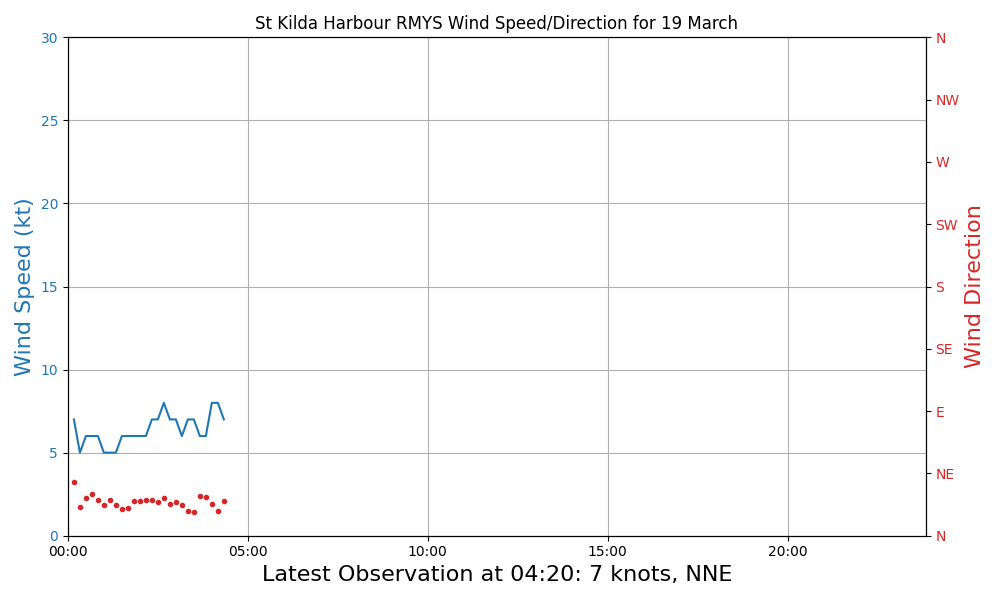 St Kilda Harbour RMYS Wind Speed/Direction for 19 March
30
25
20
15
10
5
0
Wind Speed (kt)
N
NW
W
SW
S
SE
E
NE
N
Wind Direction
00:00
05:00
10:00
15:00
20:00
Latest Observation at 04:20: 7 knots, NNE